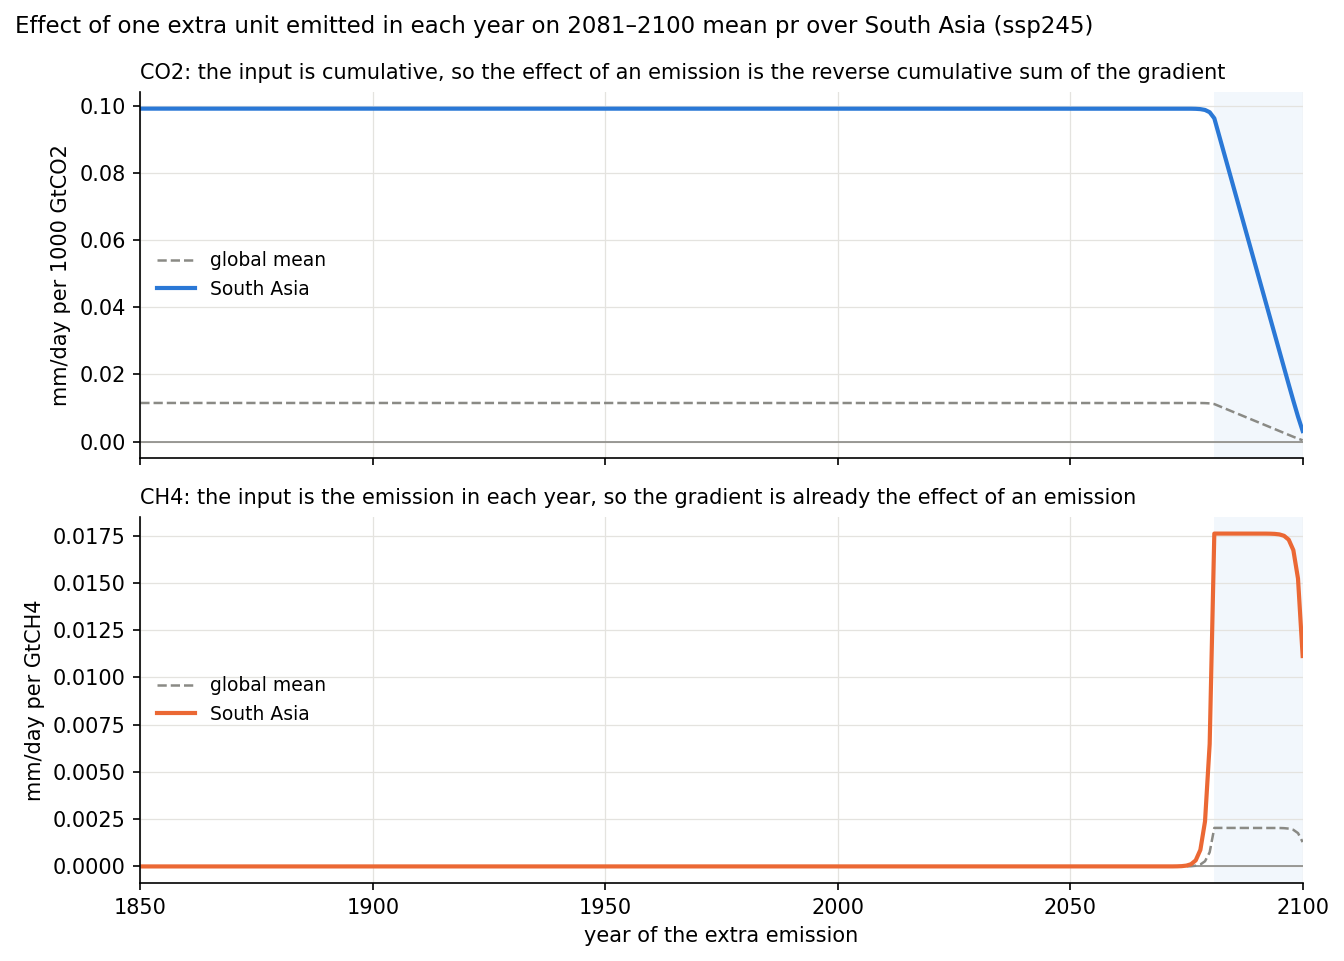 Effect of one extra unit emitted in each year on 2081–2100 mean pr over South Asia (ssp245)
CO2: the input is cumulative, so the effect of an emission is the reverse cumulative sum of the gradient
mm/day per 1000 GtCO2
0.10
0.08
0.06
0.04
0.02
0.00
global mean
South Asia
CH4: the input is the emission in each year, so the gradient is already the effect of an emission
mm/day per GtCH4
0.0175
0.0150
0.0125
0.0100
0.0075
0.0050
0.0025
0.0000
global mean
South Asia
1850 1900 1950 2000 2050 2100
year of the extra emission